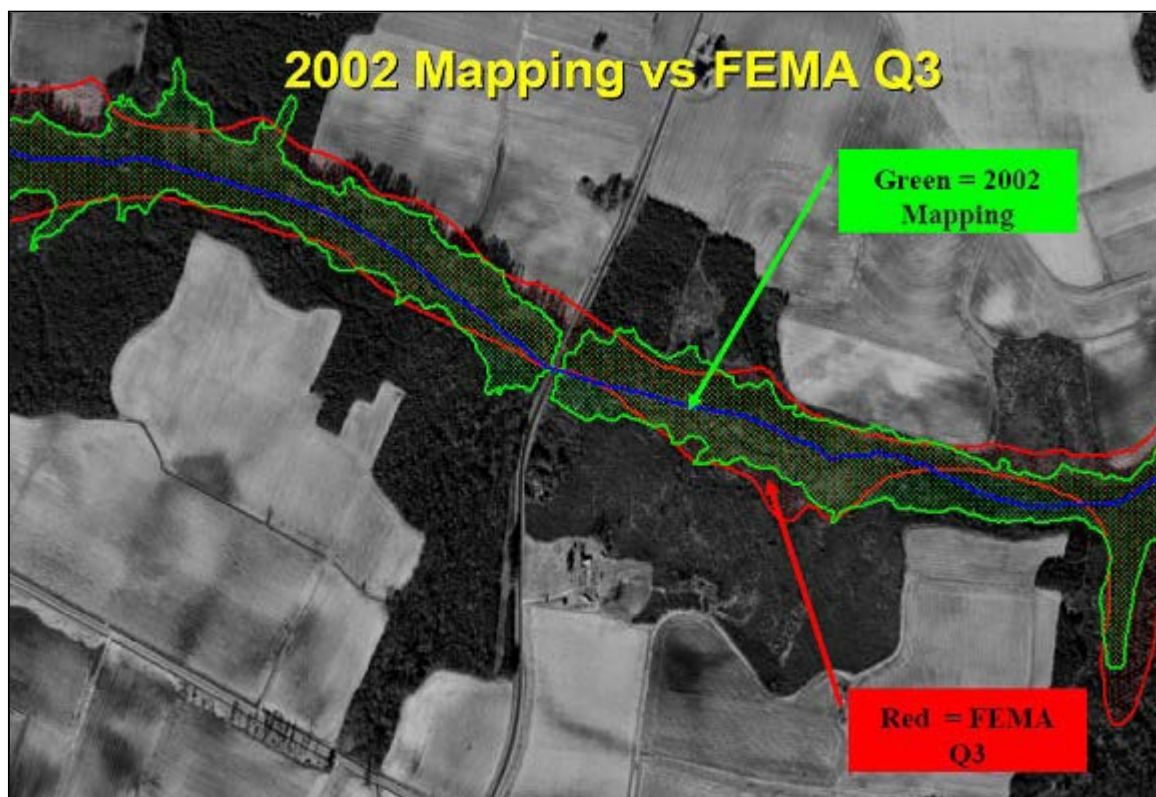 2002 Mapping vs FEMA Q3
Green = 2002
Mapping
Red = FEMA
Q3